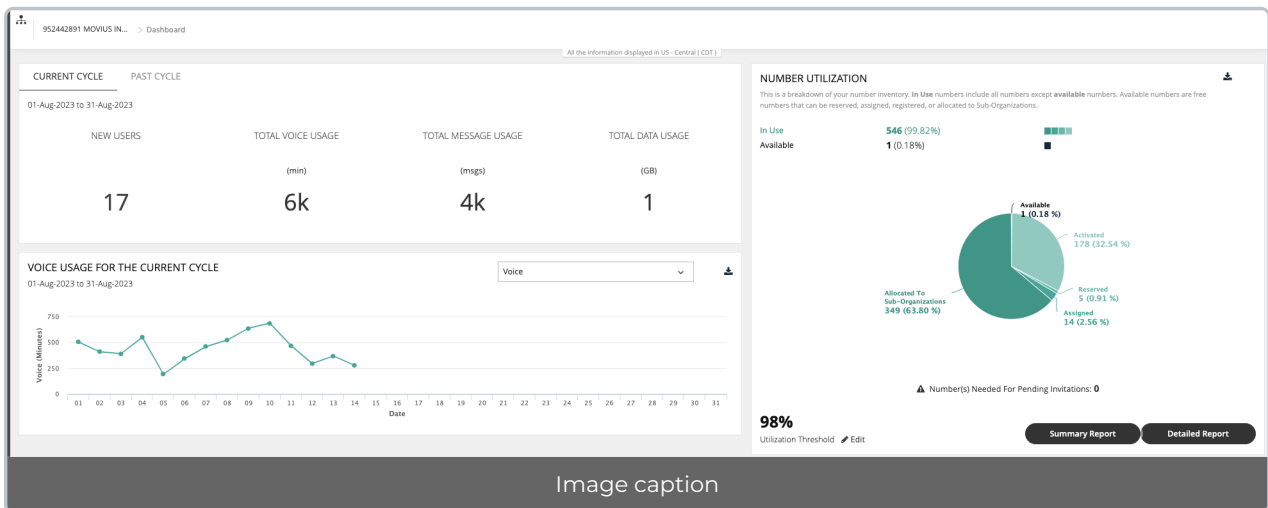 952442891 MOVIUS IN... > Dashboard
All the information displayed in US - Central ( CDT )
CURRENT CYCLE PAST CYCLE
01-Aug-2023 to 31-Aug-2023
NEW USERS TOTAL VOICE USAGE TOTAL MESSAGE USAGE TOTAL DATA USAGE
(min) (msgs) (GB)
17 6k 4k 1
VOICE USAGE FOR THE CURRENT CYCLE
Voice
01-Aug-2023 to 31-Aug-2023
Voice (Minutes)
750
500
250
0
01 02 03 04 05 06 07 08 09 10 11 12 13 14 15 16 17 18 19 20 21 22 23 24 25 26 27 28 29 30 31
Date
NUMBER UTILIZATION
This is a breakdown of your number inventory. In Use numbers include all numbers except available numbers. Available numbers are free
numbers that can be reserved, assigned, registered, or allocated to Sub-Organizations.
In Use 546 (99.82%)
Available 1 (0.18%)
Available
1 (0.18 %)
Activated
178 (32.54 %)
Reserved
5 (0.91 %)
Assigned
14 (2.56 %)
Allocated To
Sub-Organizations
349 (63.80 %)
Number(s) Needed For Pending Invitations: 0
98%
Utilization Threshold Edit
Summary Report Detailed Report
Image caption